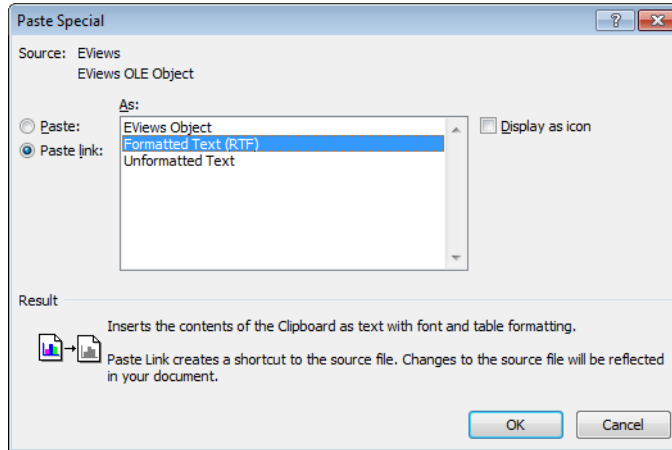 Paste Special
Source: EViews
EViews OLE Object
As:
Paste:
Paste link:
EViews Object
Formatted Text (RTF)
Unformatted Text
Display as icon
Result
Inserts the contents of the Clipboard as text with font and table formatting.
Paste Link creates a shortcut to the source file. Changes to the source file will be reflected
in your document.
OK
Cancel